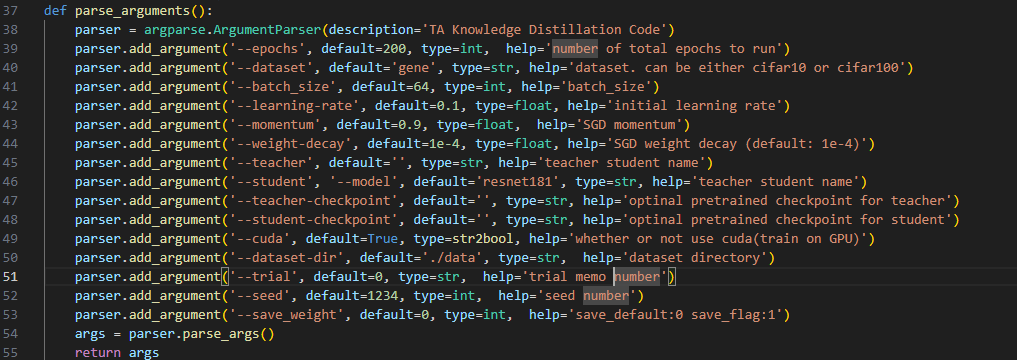 37 def parse_arguments():
38 parser = argparse.ArgumentParser(description='TA Knowledge Distillation Code')
39 parser.add_argument('--epochs', default=200, type=int,  help='number of total epochs to run')
40 parser.add_argument('--dataset', default='gene', type=str, help='dataset. can be either cifar10 or cifar100')
41 parser.add_argument('--batch_size', default=64, type=int, help='batch_size')
42 parser.add_argument('--learning-rate', default=0.1, type=float, help='initial learning rate')
43 parser.add_argument('--momentum', default=0.9, type=float,  help='SGD momentum')
44 parser.add_argument('--weight-decay', default=1e-4, type=float, help='SGD weight decay (default: 1e-4)')
45 parser.add_argument('--teacher', default='', type=str, help='teacher student name')
46 parser.add_argument('--student', '--model', default='resnet181', type=str, help='teacher student name')
47 parser.add_argument('--teacher-checkpoint', default='', type=str, help='optinal pretrained checkpoint for teacher')
48 parser.add_argument('--student-checkpoint', default='', type=str, help='optinal pretrained checkpoint for student')
49 parser.add_argument('--cuda', default=True, type=str2bool, help='whether or not use cuda(train on GPU)')
50 parser.add_argument('--dataset-dir', default='./data', type=str,  help='dataset directory')
51 parser.add_argument('--trial', default=0, type=str,  help='trial memo number')
52 parser.add_argument('--seed', default=1234, type=int,  help='seed number')
53 parser.add_argument('--save_weight', default=0, type=int,  help='save_default:0 save_flag:1')
54 args = parser.parse_args()
55 return args